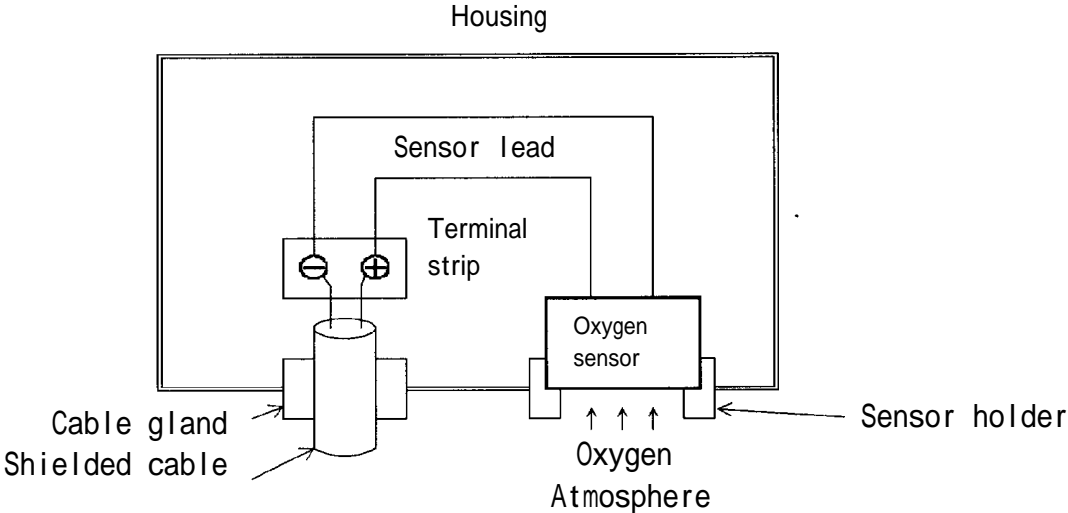 Housing
Sensor lead
Terminal
strip
Oxygen
sensor
Cable gland
Shielded cable
Sensor holder
Oxygen
Atmosphere